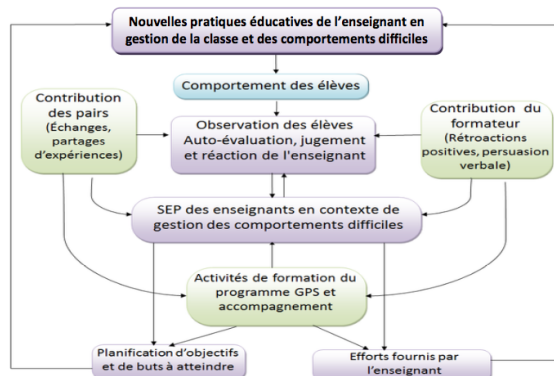 Nouvelles pratiques éducatives de l'enseignant en
gestion de la classe et des comportements difficiles
Comportement des élèves
Contribution
des pairs
(Échanges,
partages
d'expériences)
Observation des élèves
Auto-évaluation, jugement
et réaction de l'enseignant
Contribution du
formateur
(Rétroactions
positives, persuasion
verbale)
SEP des enseignants en contexte de
gestion des comportements difficiles
Activités de formation du
programme GPS et
accompagnement
Planification d'objectifs
et de buts à atteindre
Efforts fournis par
l'enseignant